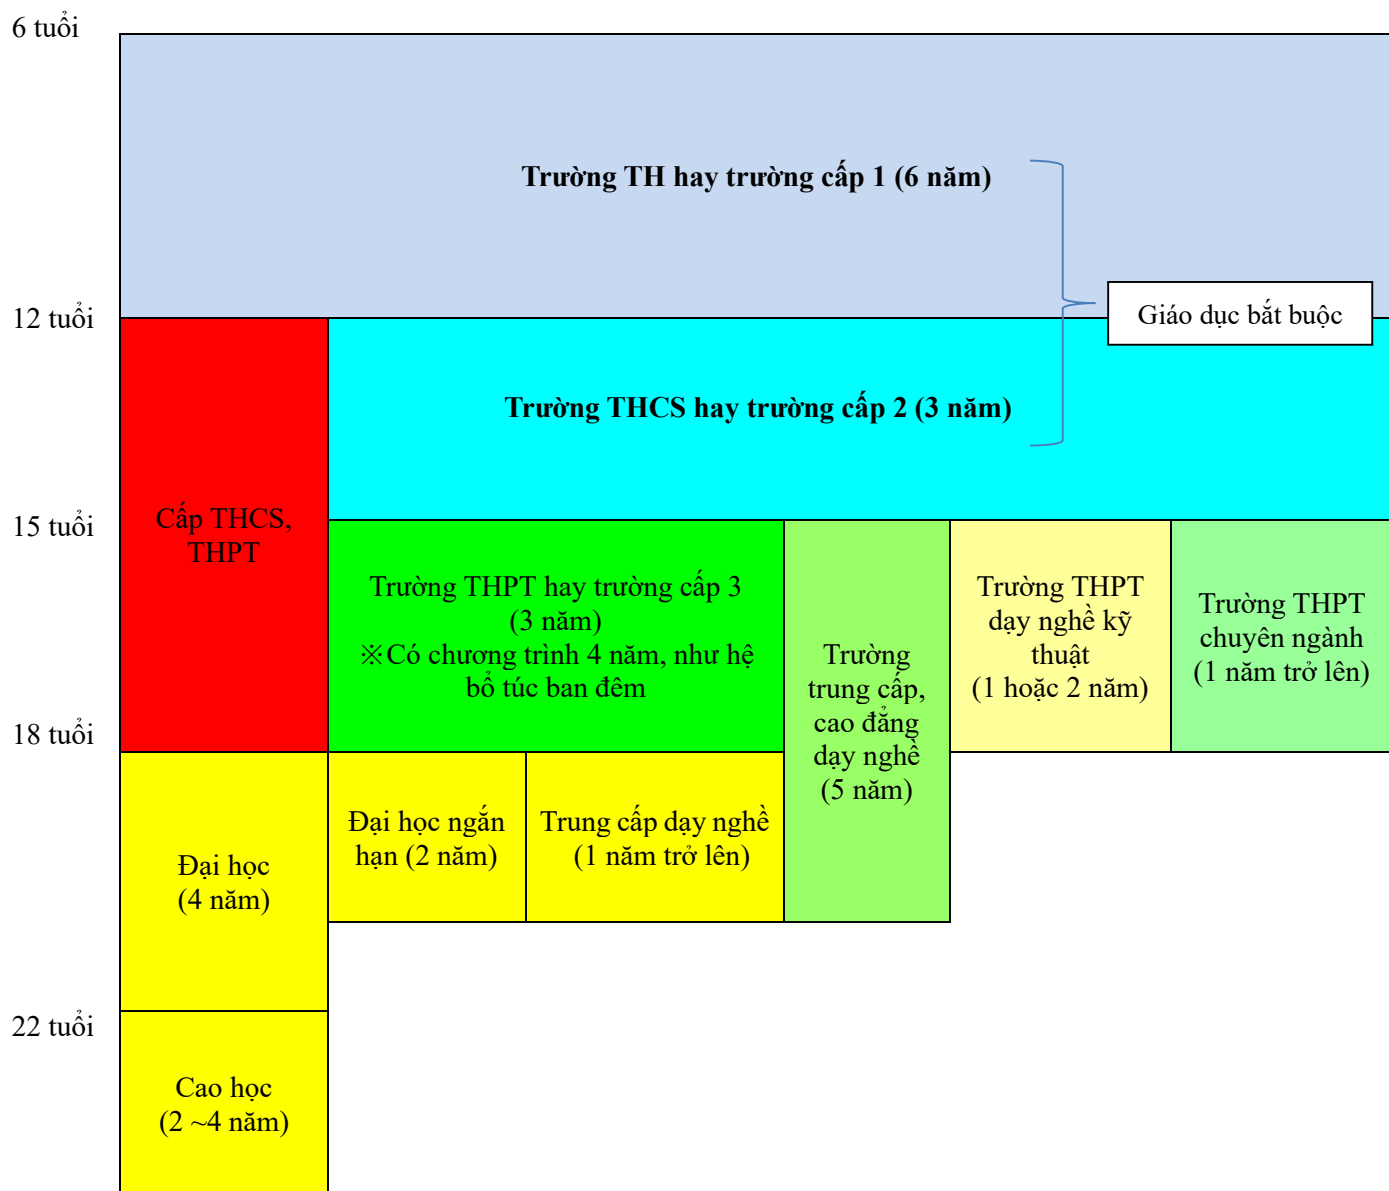 6 tuổi
Trường TH hay trường cấp 1 (6 năm)
Giáo dục bắt buộc
12 tuổi
Trường THCS hay trường cấp 2 (3 năm)
Cấp THCS,
THPT
15 tuổi
Trường THPT hay trường cấp 3
(3 năm)
※Có chương trình 4 năm, như hệ
bổ túc ban đêm
Trường
trung cấp,
cao đẳng
dạy nghề
(5 năm)
Trường THPT
dạy nghề kỹ
thuật
(1 hoặc 2 năm)
Trường THPT
chuyên ngành
(1 năm trở lên)
18 tuổi
Đại học
(4 năm)
Đại học ngắn
hạn (2 năm)
Trung cấp dạy nghề
(1 năm trở lên)
22 tuổi
Cao học
(2 ~4 năm)